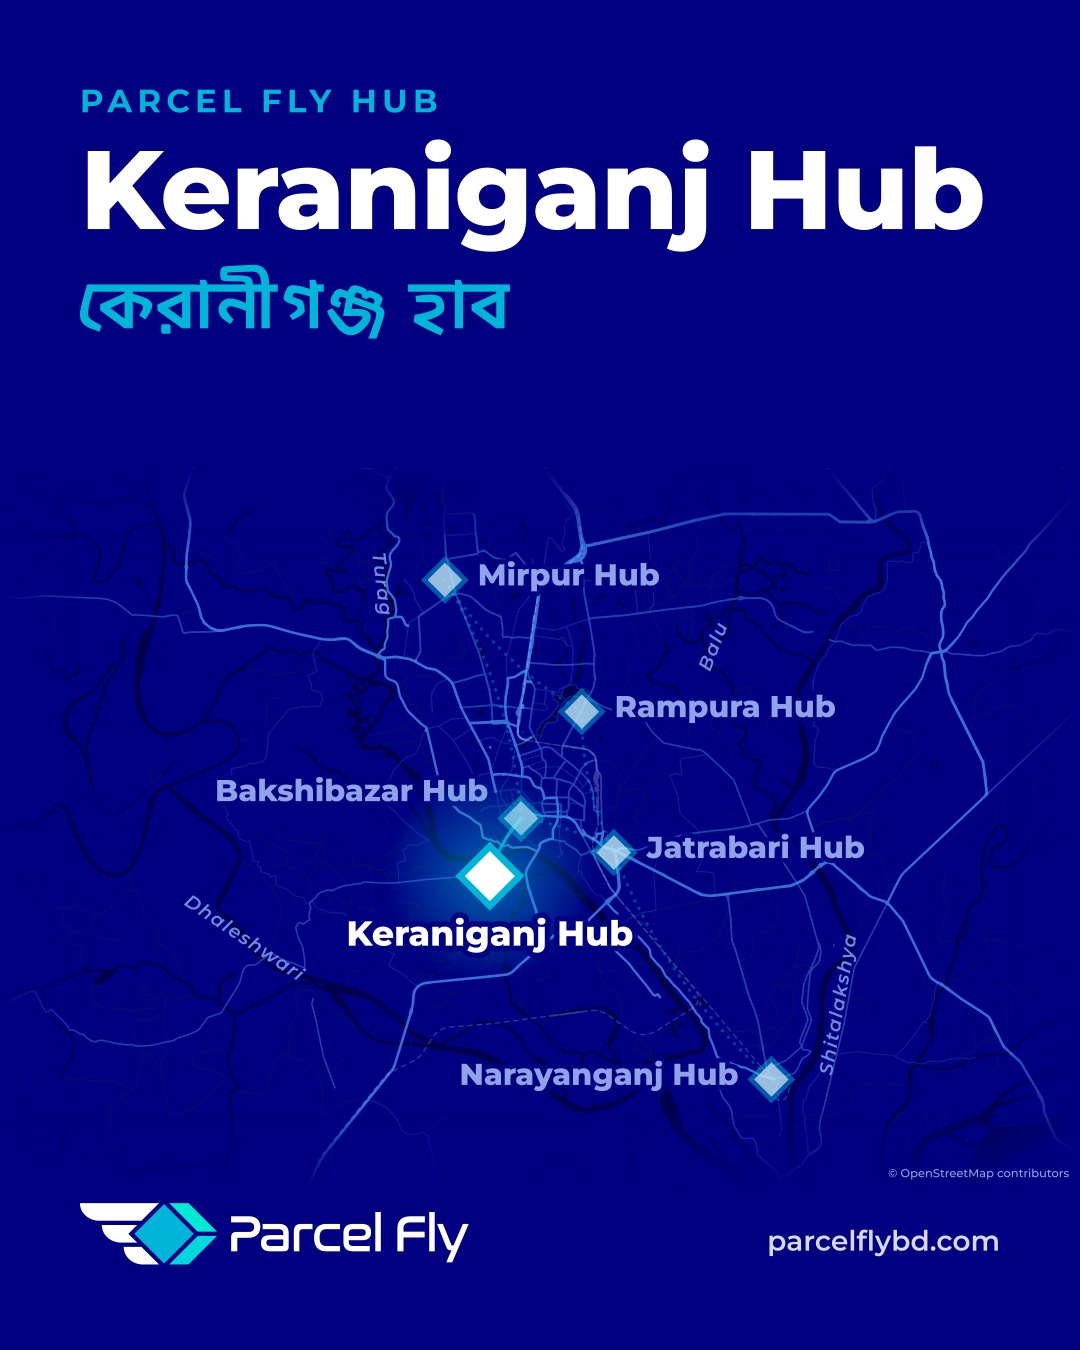 PARCEL FLY HUB
Keraniganj Hub
কেরানীগঞ্জ হাব
Turag
Mirpur Hub
Balu
Rampura Hub
Bakshibazar Hub
Jatrabari Hub
Dhaleshwari
Keraniganj Hub
Shitalakshya
Narayanganj Hub
© OpenStreetMap contributors
Parcel Fly
parcelflybd.com